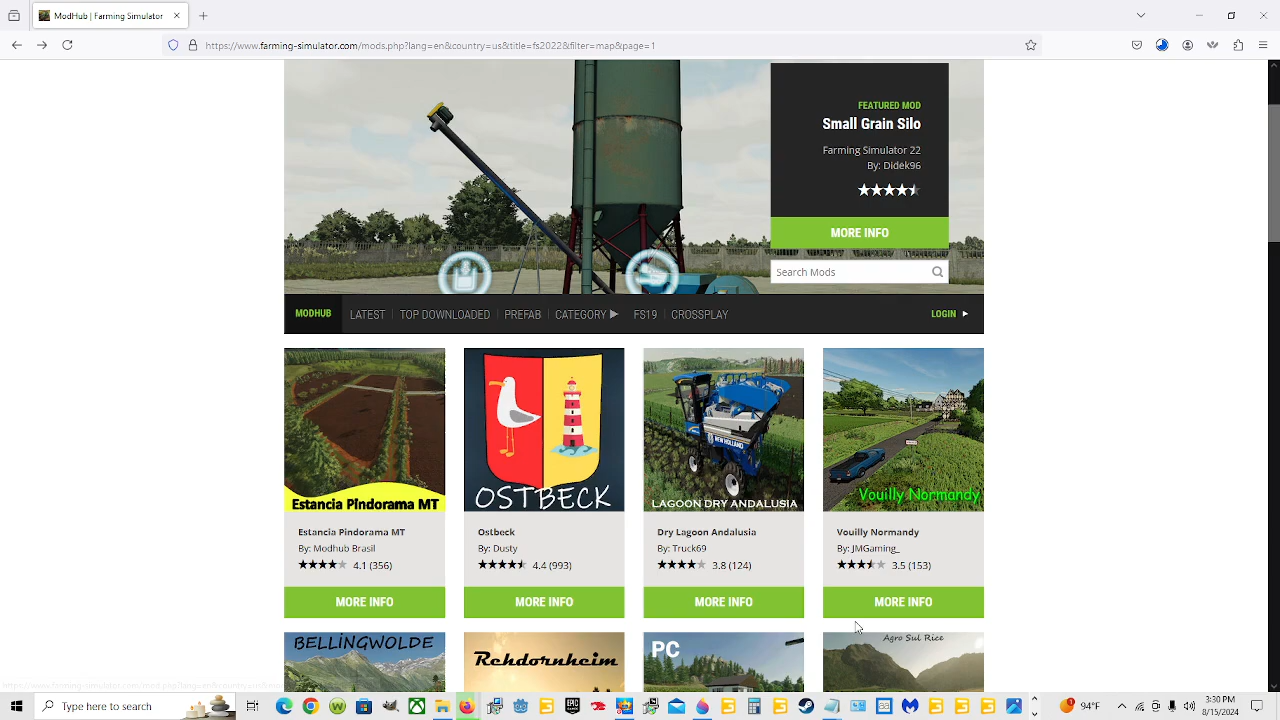 ModHub | Farming Simulator
https://www.farming-simulator.com/mods.php?lang=en&country=us&title=fs2022&filter=map&page=1
FEATURED MOD
Small Grain Silo
Farming Simulator 22
By: Didek96
MORE INFO
Search Mods
MODHUB
LATEST
TOP DOWNLOADED
PREFAB
CATEGORY
FS19
CROSSPLAY
LOGIN
Estancia Pindorama MT
OSTBECK
NEW HOLLAND
LAGOON DRY ANDALUSIA
Vouilly Normandy
Estancia Pindorama MT
By: Modhub Brasil
4.1 (356)
Ostbeck
By: Dusty
4.4 (993)
Dry Lagoon Andalusia
By: Truck69
3.8 (124)
Vouilly Normandy
By: JMGaming_
3.5 (153)
MORE INFO
MORE INFO
MORE INFO
MORE INFO
BELLiNGWOLDE
Rehdornheim
PC
Agro Sul Rice
Type here to search
EPIC
94°F
3:30 PM
8/15/2024